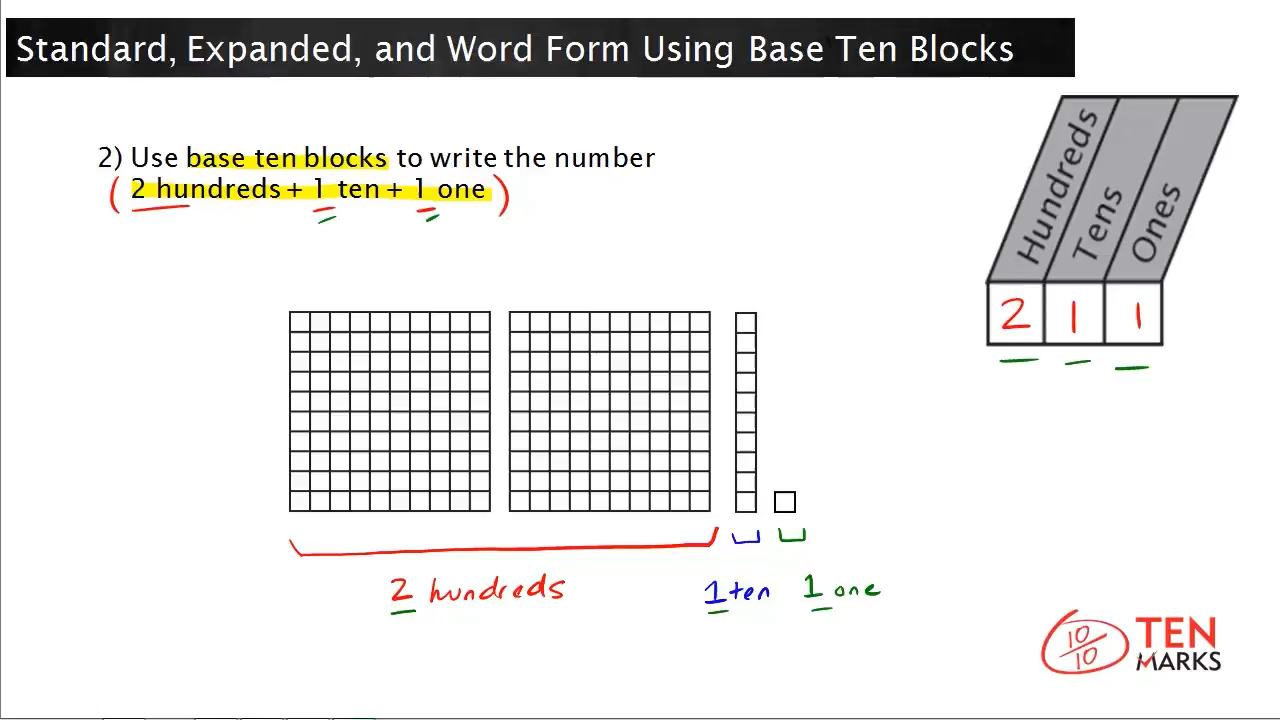 Standard, Expanded, and Word Form Using Base Ten Blocks
2) Use base ten blocks to write the number
(2 hundreds + 1 ten + 1 one)
Hundreds Tens Ones
2 1 1
2 hundreds 1 ten 1 one
10/10 TEN
MARKS